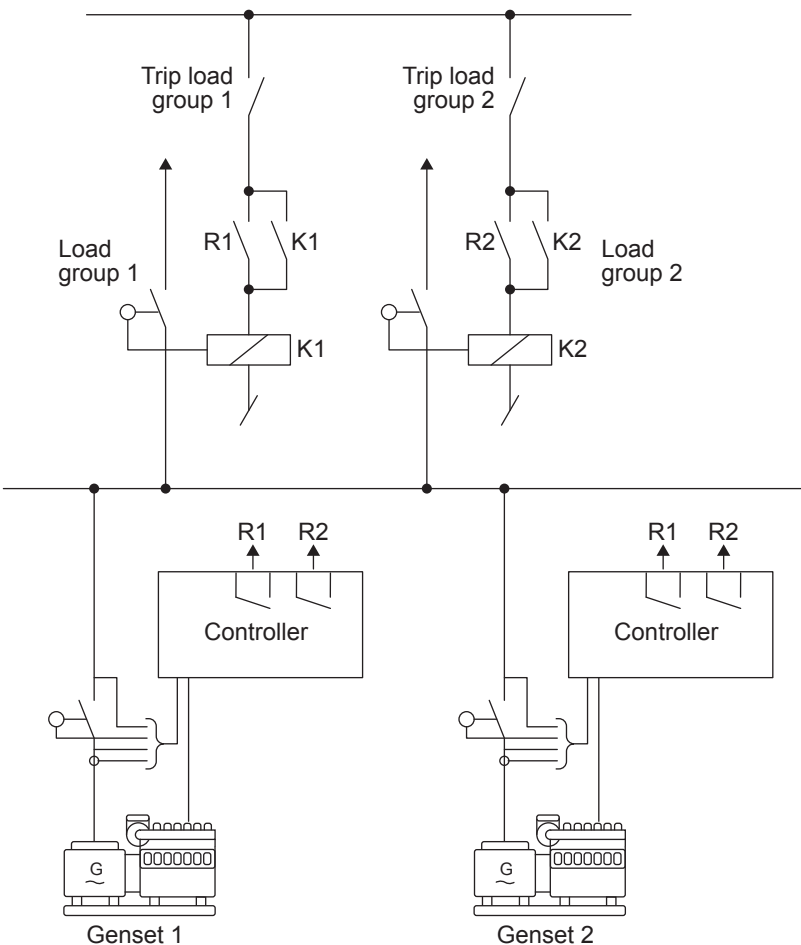 Trip load
group 1
Trip load
group 2
R1
K1
R2
K2
Load
group 1
Load
group 2
K1
K2
R1
R2
R1
R2
Controller
Controller
G
G
Genset 1
Genset 2